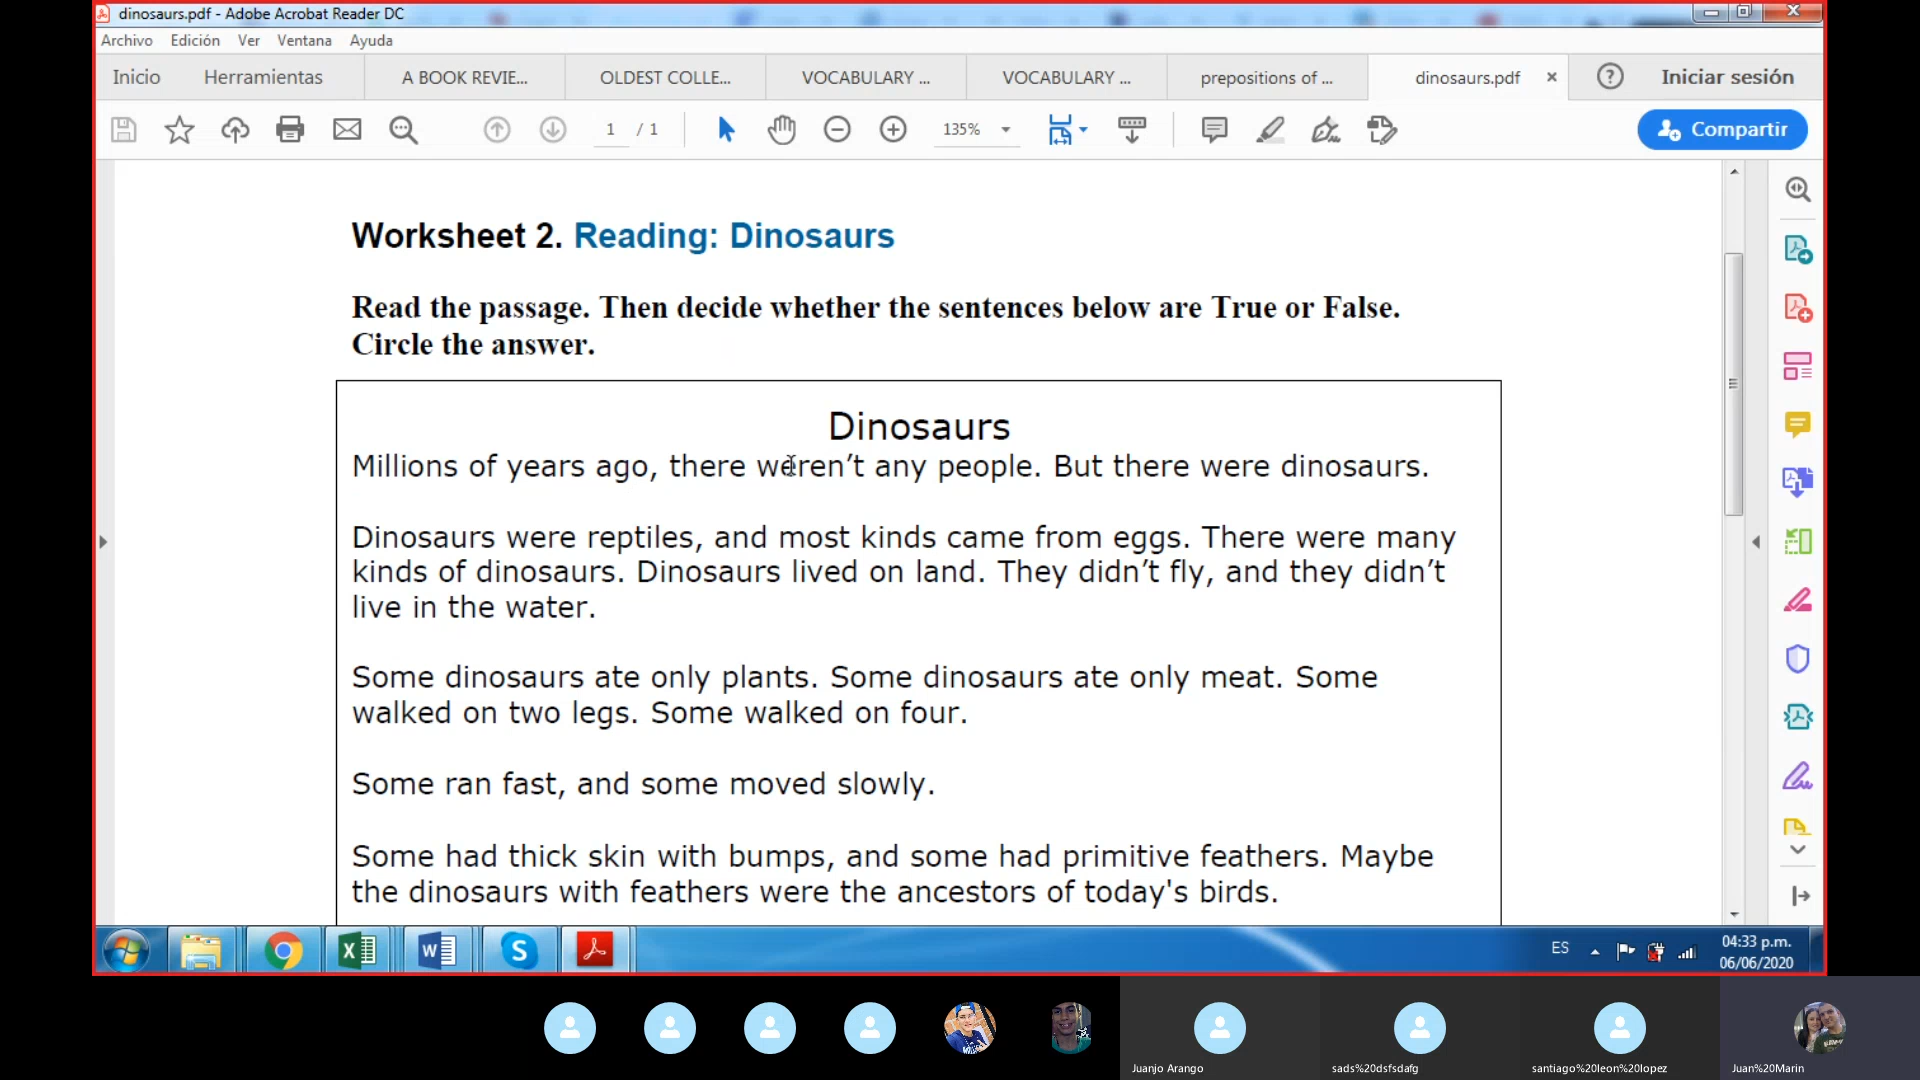 dinosaurs.pdf - Adobe Acrobat Reader DC
Archivo Edición Ver Ventana Ayuda
Inicio Herramientas A BOOK REVIE... OLDEST COLLE... VOCABULARY ... VOCABULARY ... prepositions of ... dinosaurs.pdf Iniciar sesión
1 / 1 135% Compartir
Worksheet 2. Reading: Dinosaurs
Read the passage. Then decide whether the sentences below are True or False.
Circle the answer.
Dinosaurs
Millions of years ago, there weren’t any people. But there were dinosaurs.
Dinosaurs were reptiles, and most kinds came from eggs. There were many
kinds of dinosaurs. Dinosaurs lived on land. They didn’t fly, and they didn’t
live in the water.
Some dinosaurs ate only plants. Some dinosaurs ate only meat. Some
walked on two legs. Some walked on four.
Some ran fast, and some moved slowly.
Some had thick skin with bumps, and some had primitive feathers. Maybe
the dinosaurs with feathers were the ancestors of today's birds.
ES 04:33 p.m.
06/06/2020
Juanjo Arango sads%20dsfsdafg santiago%20leon%20lopez Juan%20Marin